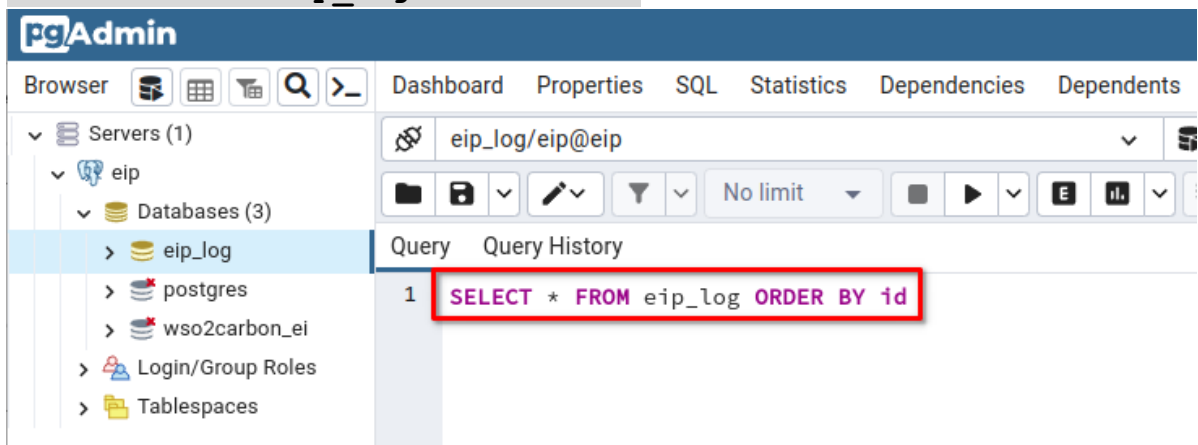 pgAdmin
Browser
Dashboard Properties SQL Statistics Dependencies Dependents
Servers (1)
eip_log/eip@eip
eip
No limit
E
Databases (3)
eip_log
Query Query History
postgres
1 SELECT * FROM eip_log ORDER BY id
wso2carbon_ei
Login/Group Roles
Tablespaces